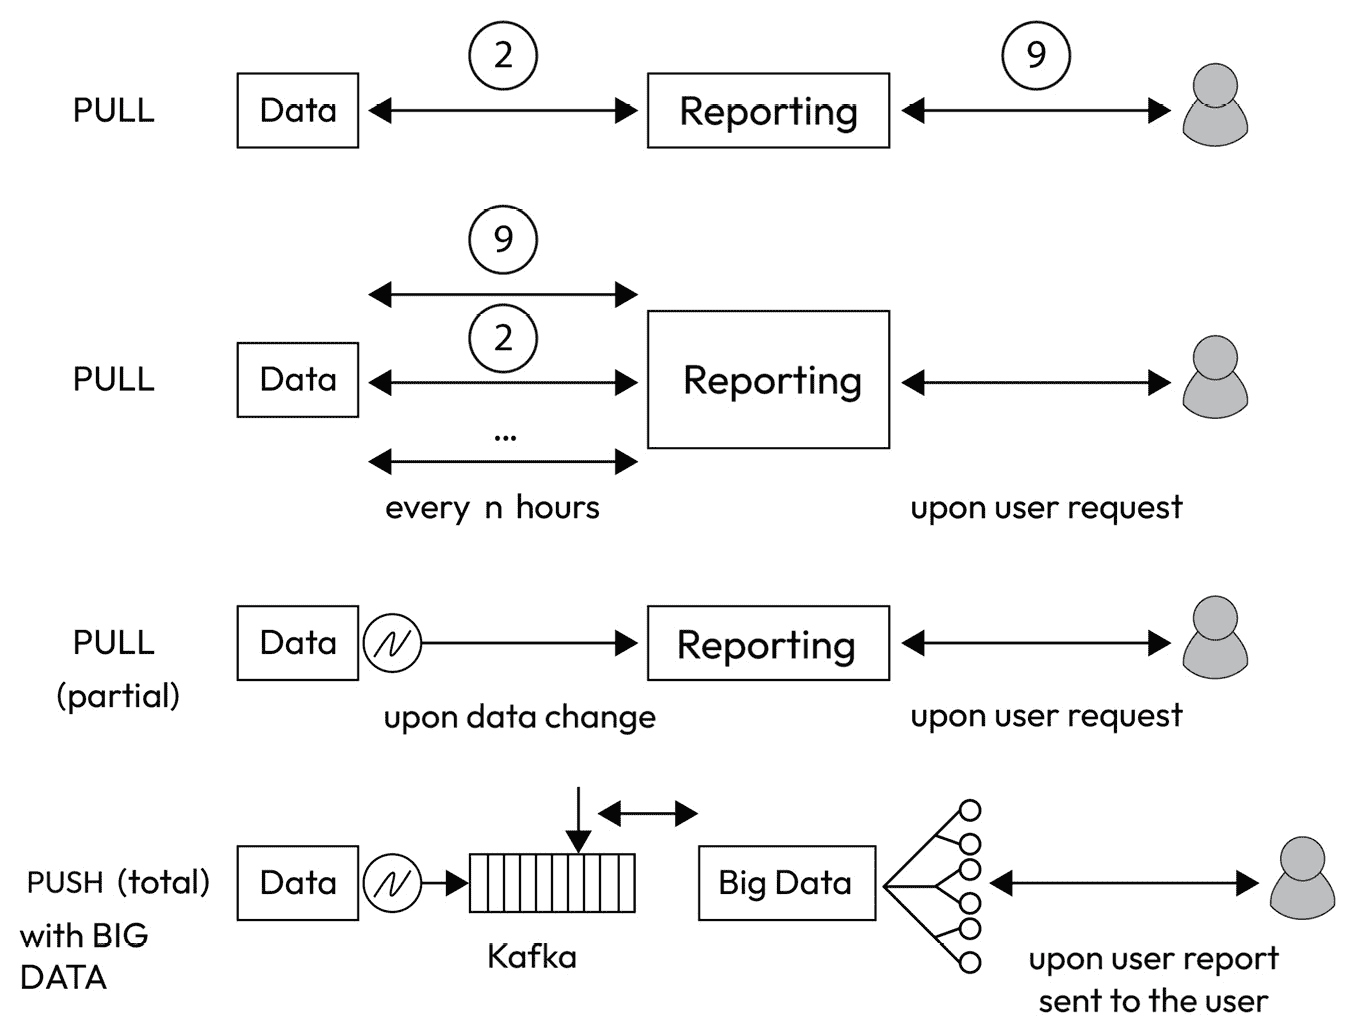 2
9
PULL
Data
Reporting
9
2
PULL
Data
Reporting
...
every n hours
upon user request
PULL
(partial)
Data
N
Reporting
upon data change
upon user request
PUSH (total)
with BIG
DATA
Data
N
Kafka
Big Data
upon user report
sent to the user